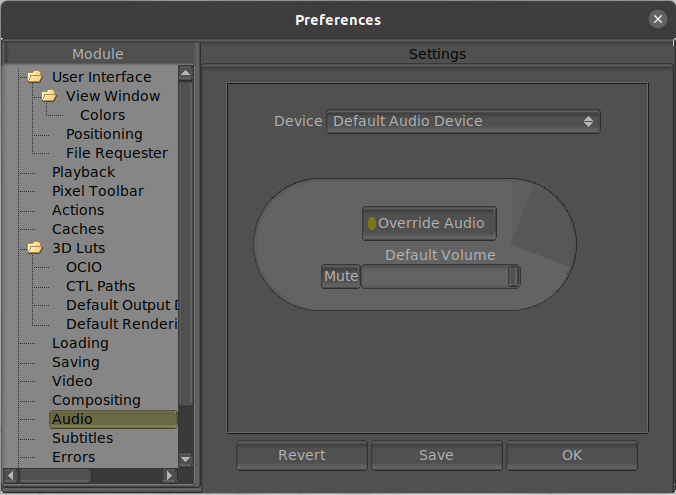 Preferences
Module
Settings
User Interface
View Window
Colors
Positioning
File Requester
Playback
Pixel Toolbar
Actions
Caches
3D Luts
OCIO
CTL Paths
Default Output D
Default Renderi
Loading
Saving
Video
Compositing
Audio
Subtitles
Errors
Device
Default Audio Device
Override Audio
Default Volume
Mute
Revert
Save
OK